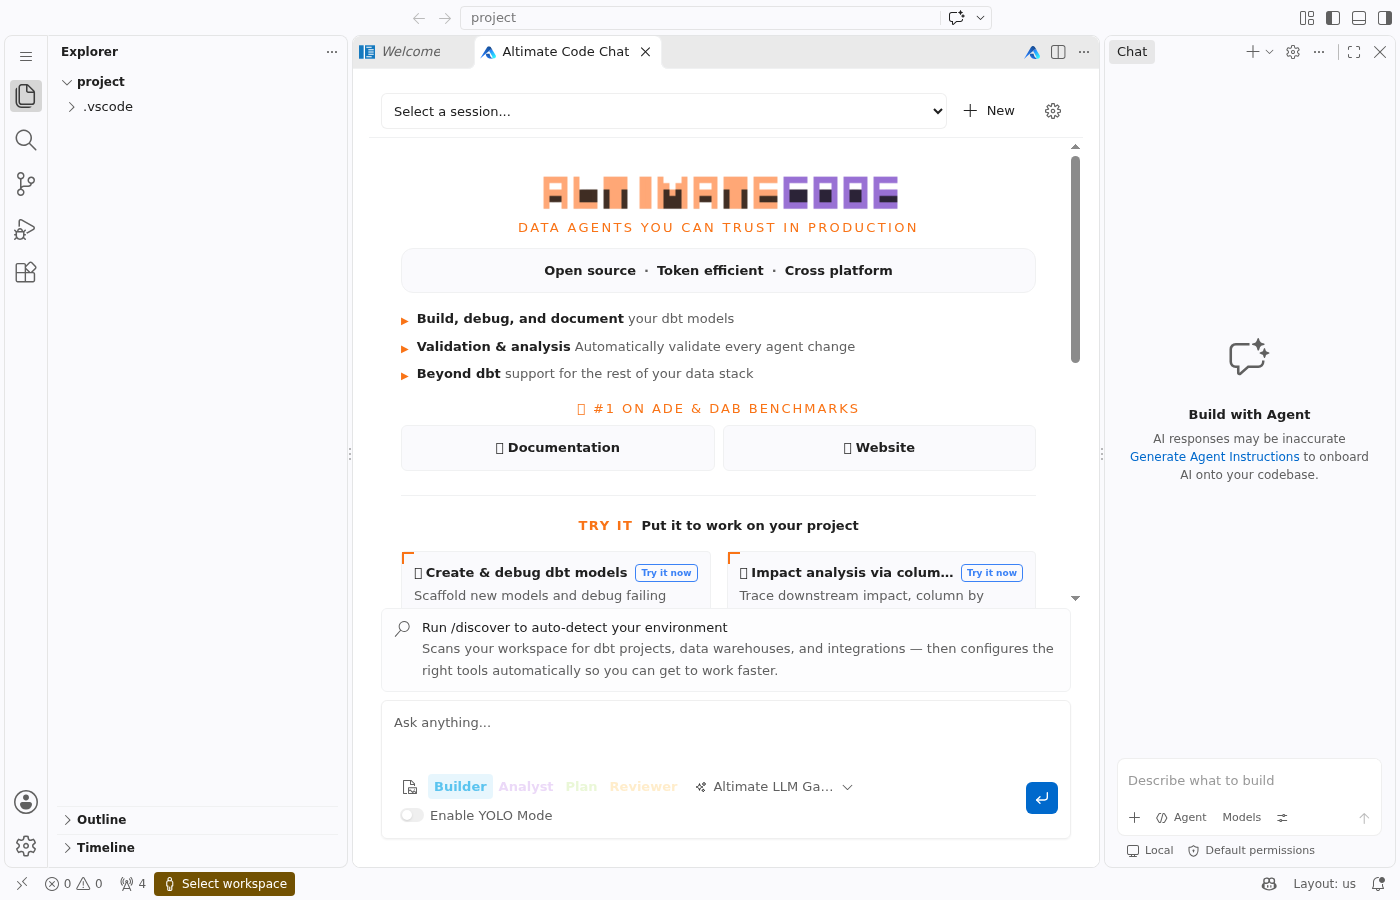 project
Explorer
project
.vscode
Outline
Timeline
Welcome
Altimate Code Chat
Select a session...
New
ALTIMATE CODE
DATA AGENTS YOU CAN TRUST IN PRODUCTION
Open source · Token efficient · Cross platform
Build, debug, and document your dbt models
Validation & analysis Automatically validate every agent change
Beyond dbt support for the rest of your data stack
#1 ON ADE & DAB BENCHMARKS
Documentation
Website
TRY IT Put it to work on your project
Create & debug dbt models Try it now
Scaffold new models and debug failing
Impact analysis via colum... Try it now
Trace downstream impact, column by
Run /discover to auto-detect your environment
Scans your workspace for dbt projects, data warehouses, and integrations — then configures the
right tools automatically so you can get to work faster.
Ask anything...
Builder Analyst Plan Reviewer Altimate LLM Ga...
Enable YOLO Mode
Chat
Build with Agent
AI responses may be inaccurate
Generate Agent Instructions to onboard
AI onto your codebase.
Describe what to build
Agent Models
Local Default permissions
0 0 4 Select workspace
Layout: us